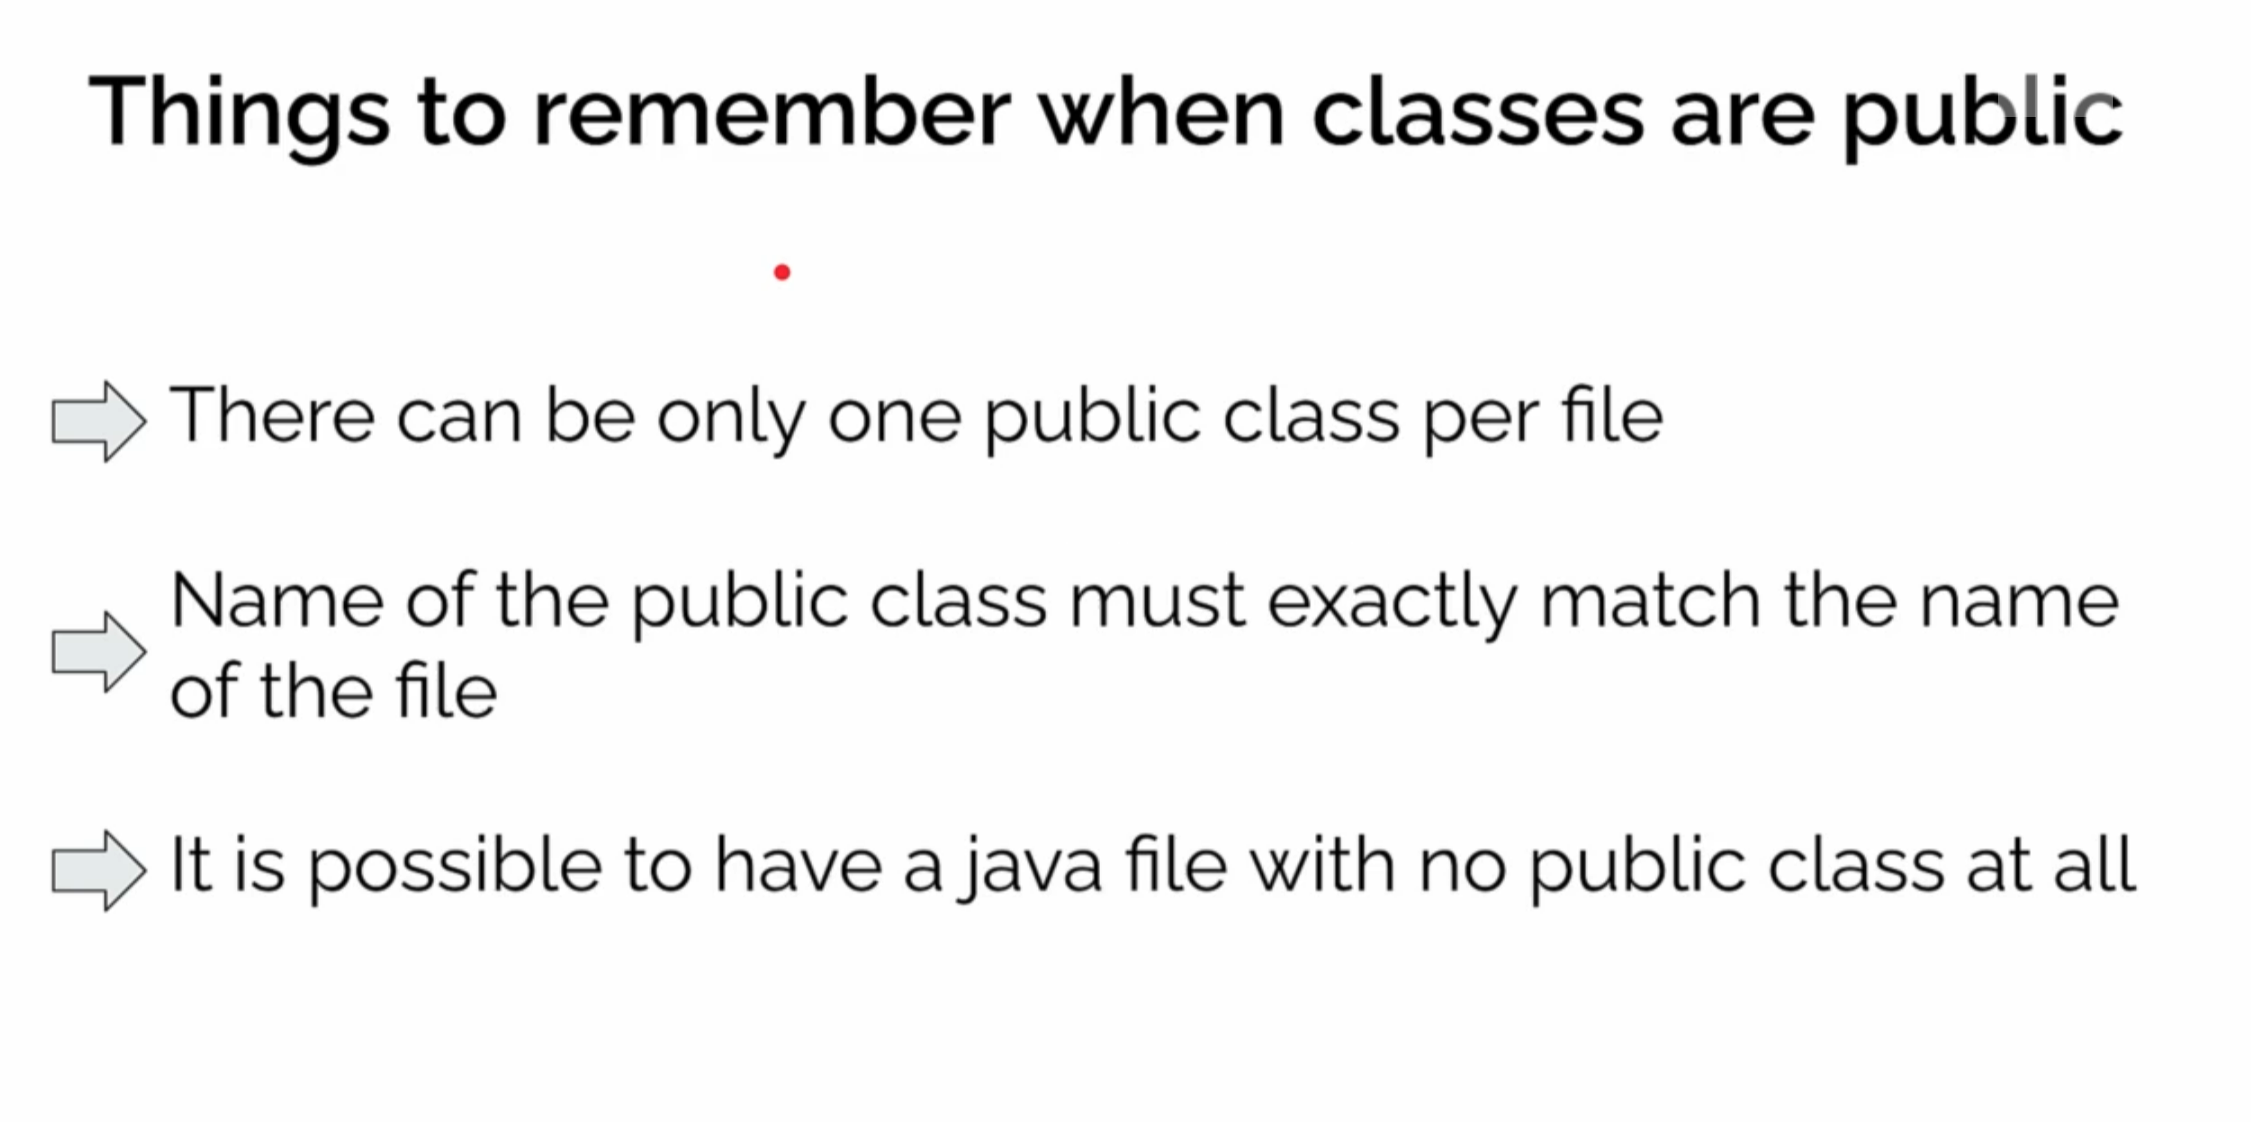 Things to remember when classes are public
There can be only one public class per file
Name of the public class must exactly match the name
of the file
It is possible to have a java file with no public class at all